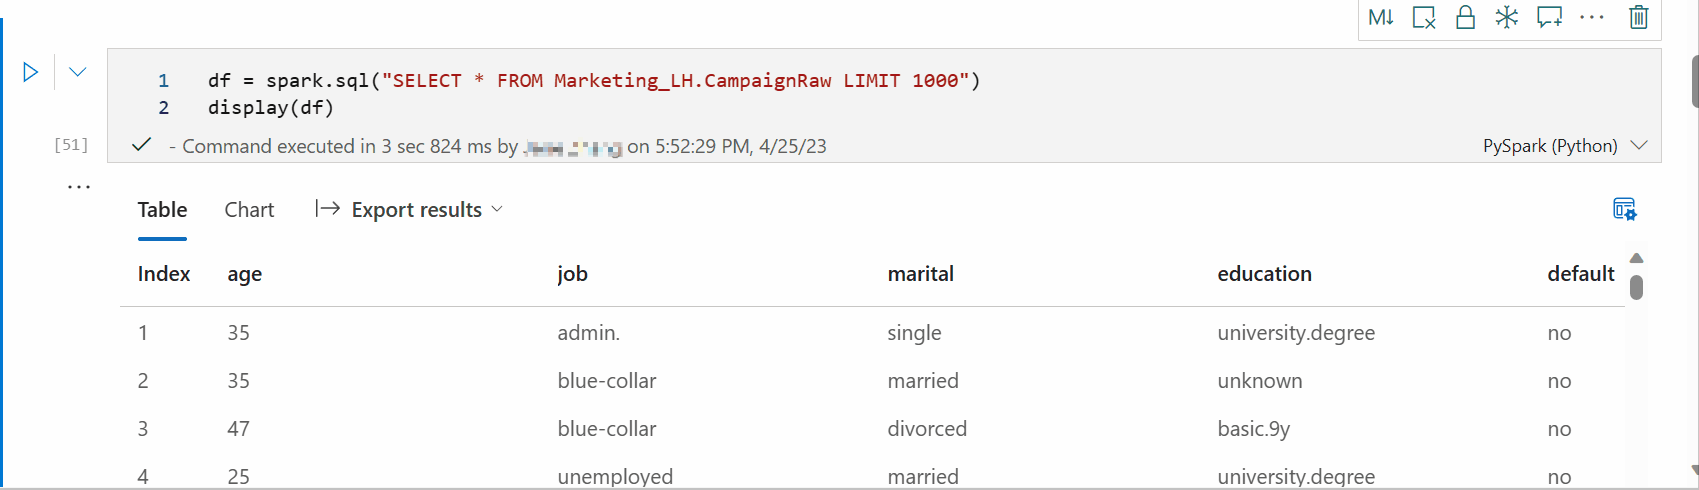 M↓
1 df = spark.sql("SELECT * FROM Marketing_LH.CampaignRaw LIMIT 1000")
2 display(df)
[51] - Command executed in 3 sec 824 ms by on 5:52:29 PM, 4/25/23 PySpark (Python)
Table Chart Export results
Index age job marital education default
1 35 admin. single university.degree no
2 35 blue-collar married unknown no
3 47 blue-collar divorced basic.9y no
4 25 unemployed married university.degree no